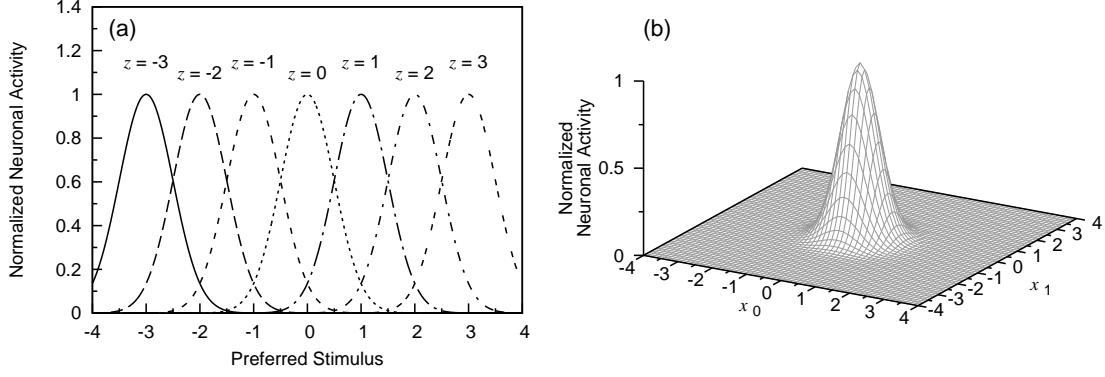 (a)
1.4
1.2
1
0.8
0.6
0.4
0.2
0
Normalized Neuronal Activity
z = -3
z = -2
z = -1
z = 0
z = 1
z = 2
z = 3
-4 -3 -2 -1 0 1 2 3 4
Preferred Stimulus
(b)
1
0.5
0
Normalized
Neuronal Activity
-4 -3 -2 -1 0 1 2 3 4
x 0
-4 -3 -2 -1 0 1 2 3 4
x 1